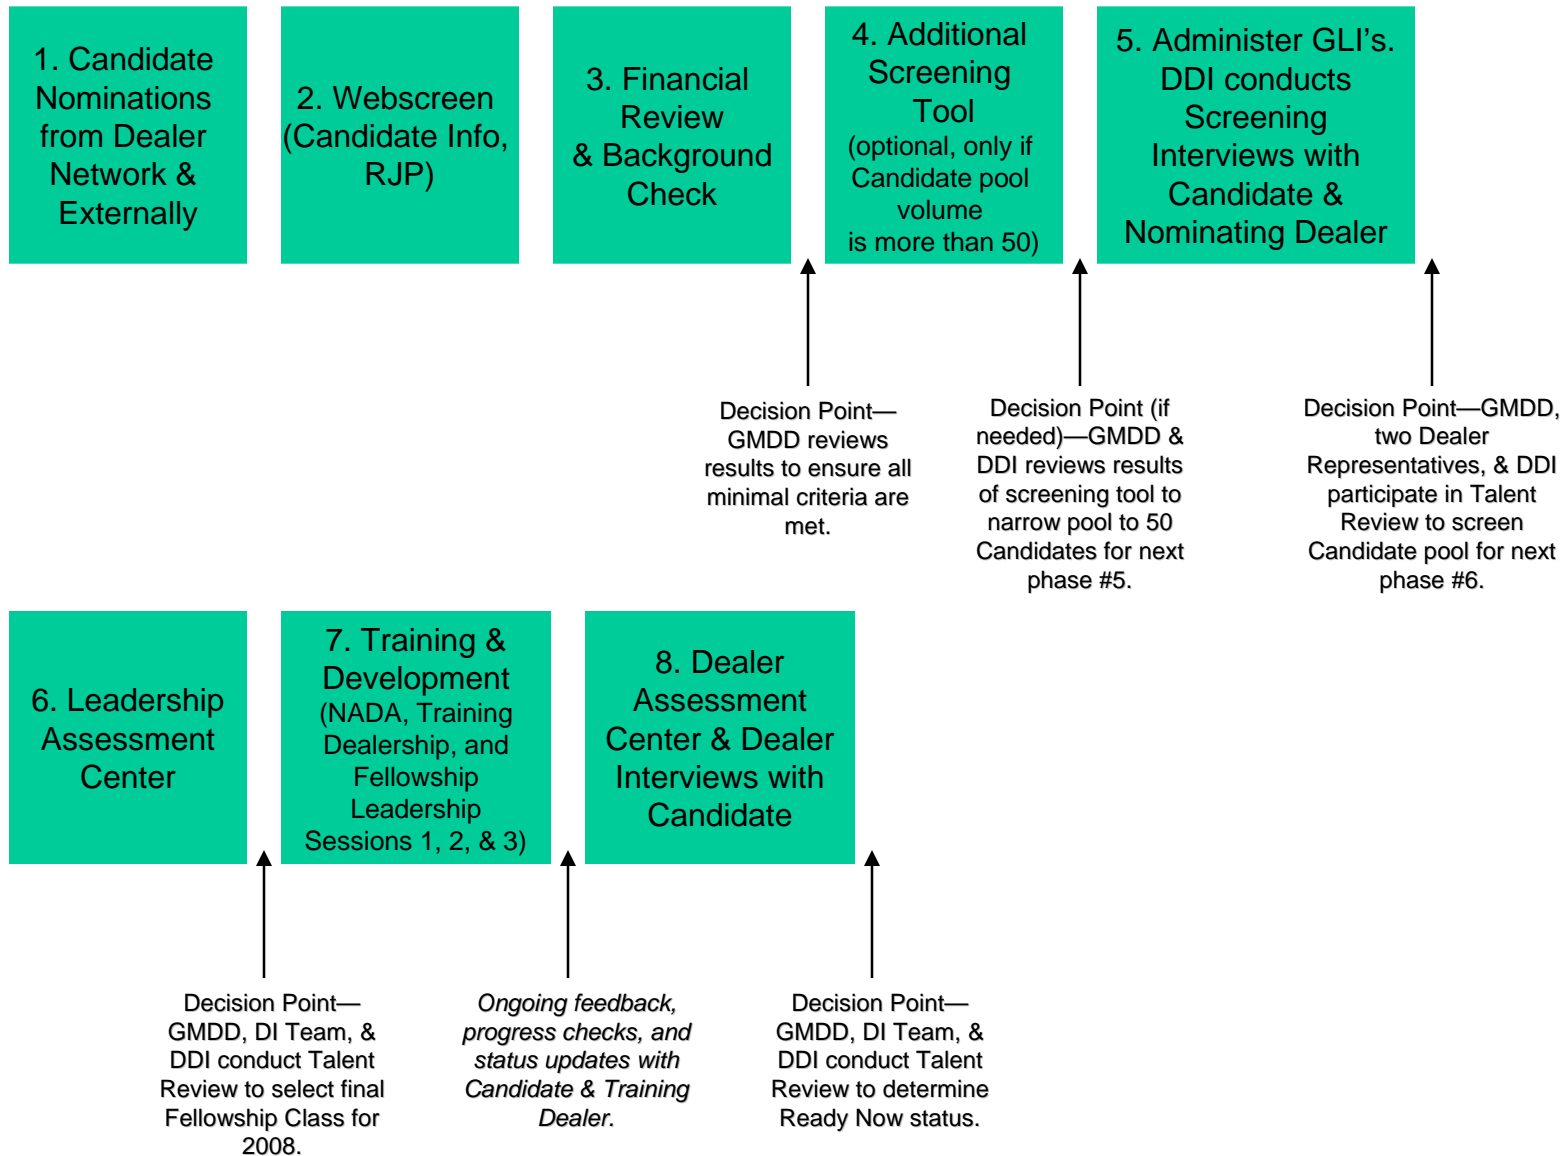 1. Candidate
Nominations
from Dealer
Network &
Externally
2. Webscreen
(Candidate Info,
RJP)
3. Financial
Review
& Background
Check
4. Additional
Screening
Tool
(optional, only if
Candidate pool
volume
is more than 50)
5. Administer GLI’s.
DDI conducts
Screening
Interviews with
Candidate &
Nominating Dealer
Decision Point—
GMDD reviews
results to ensure all
minimal criteria are
met.
Decision Point (if
needed)—GMDD &
DDI reviews results
of screening tool to
narrow pool to 50
Candidates for next
phase #5.
Decision Point—GMDD,
two Dealer
Representatives, & DDI
participate in Talent
Review to screen
Candidate pool for next
phase #6.
6. Leadership
Assessment
Center
7. Training &
Development
(NADA, Training
Dealership, and
Fellowship
Leadership
Sessions 1, 2, & 3)
8. Dealer
Assessment
Center & Dealer
Interviews with
Candidate
Decision Point—
GMDD, DI Team, &
DDI conduct Talent
Review to select final
Fellowship Class for
2008.
Ongoing feedback,
progress checks, and
status updates with
Candidate & Training
Dealer.
Decision Point—
GMDD, DI Team, &
DDI conduct Talent
Review to determine
Ready Now status.